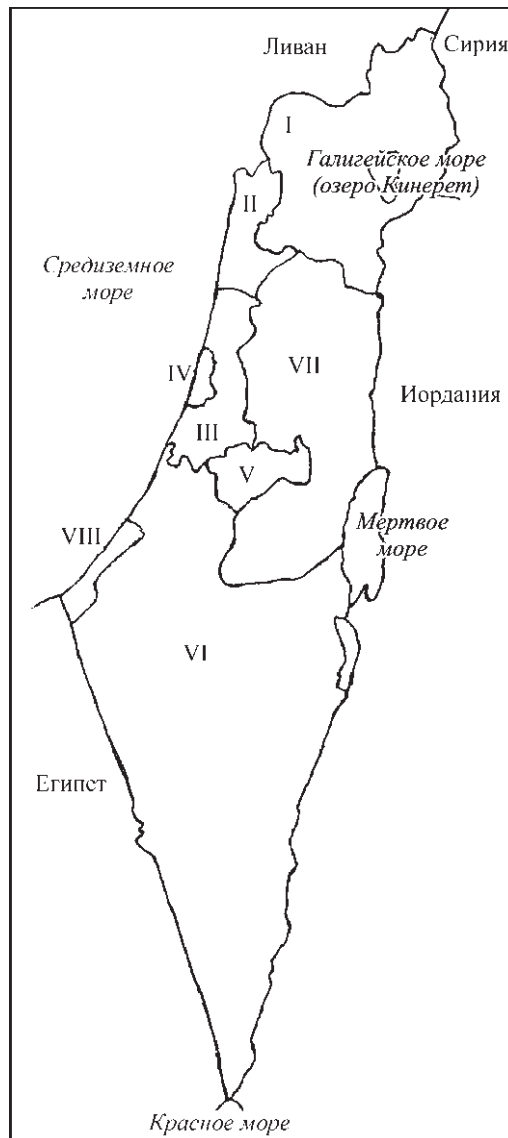 Ливан
Сирия
I
Галигейское море
(озеро Кинерет)
II
Средиземное
море
IV
VII
Иордания
III
V
VIII
Мертвое
море
VI
Египет
Красное море